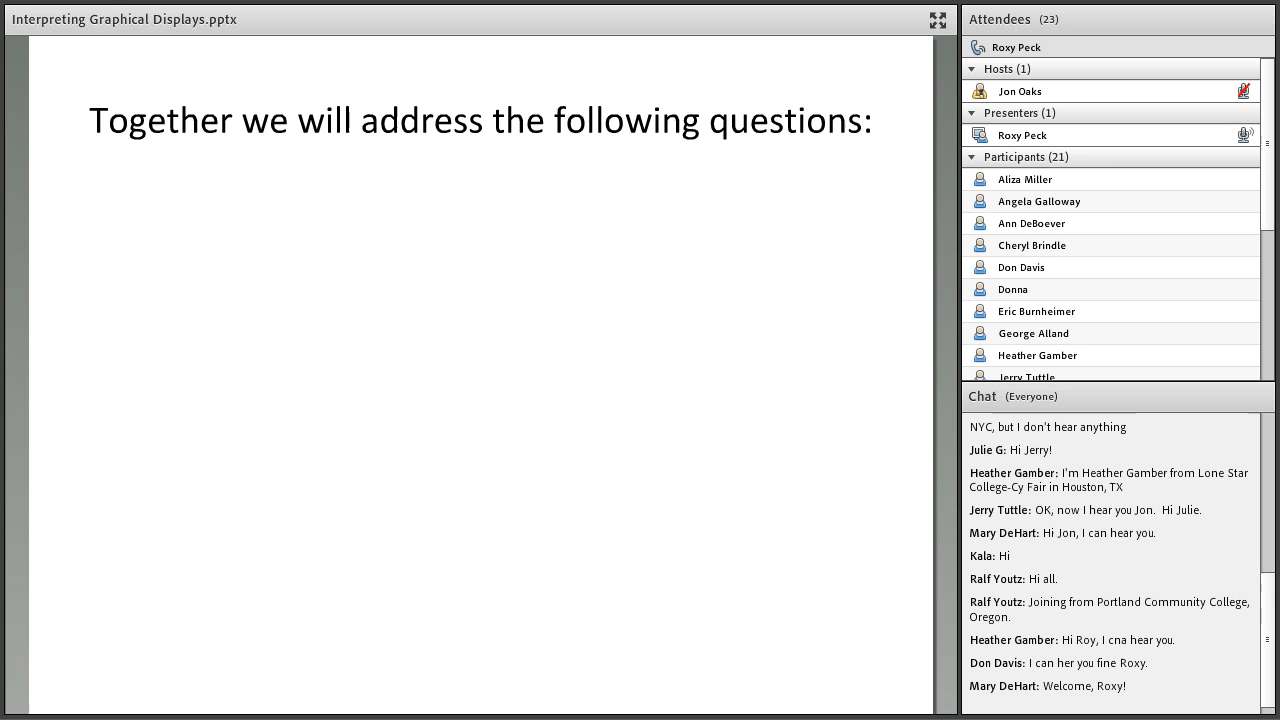 Interpreting Graphical Displays.pptx
Together we will address the following questions:
Attendees (23)
Roxy Peck
Hosts (1)
Jon Oaks
Presenters (1)
Roxy Peck
Participants (21)
Aliza Miller
Angela Galloway
Ann DeBoever
Cheryl Brindle
Don Davis
Donna
Eric Burnheimer
George Alland
Heather Gamber
Jerry Tuttle
Chat (Everyone)
NYC, but I don't hear anything
Julie G: Hi Jerry!
Heather Gamber: I'm Heather Gamber from Lone Star
College-Cy Fair in Houston, TX
Jerry Tuttle: OK, now I hear you Jon.  Hi Julie.
Mary DeHart: Hi Jon, I can hear you.
Kala: Hi
Ralf Youtz: Hi all.
Ralf Youtz: Joining from Portland Community College,
Oregon.
Heather Gamber: Hi Roy, I cna hear you.
Don Davis: I can her you fine Roxy.
Mary DeHart: Welcome, Roxy!